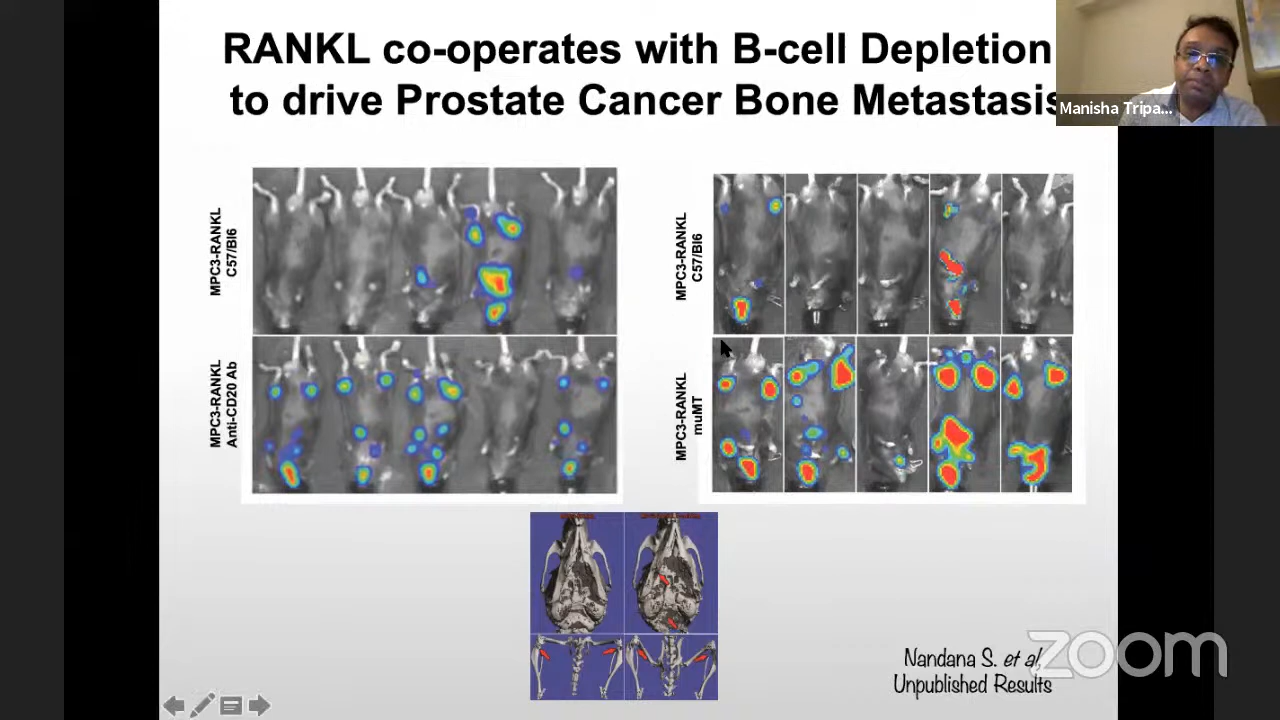 RANKL co-operates with B-cell Depletion
to drive Prostate Cancer Bone Metastasis
Manisha Tripa...
MPC3-RANKL
C57/Bl6
MPC3-RANKL
Anti-CD20 Ab
MPC3-RANKL
C57/Bl6
MPC3-RANKL
muMT
Nandana S. et al,
Unpublished Results
zoom